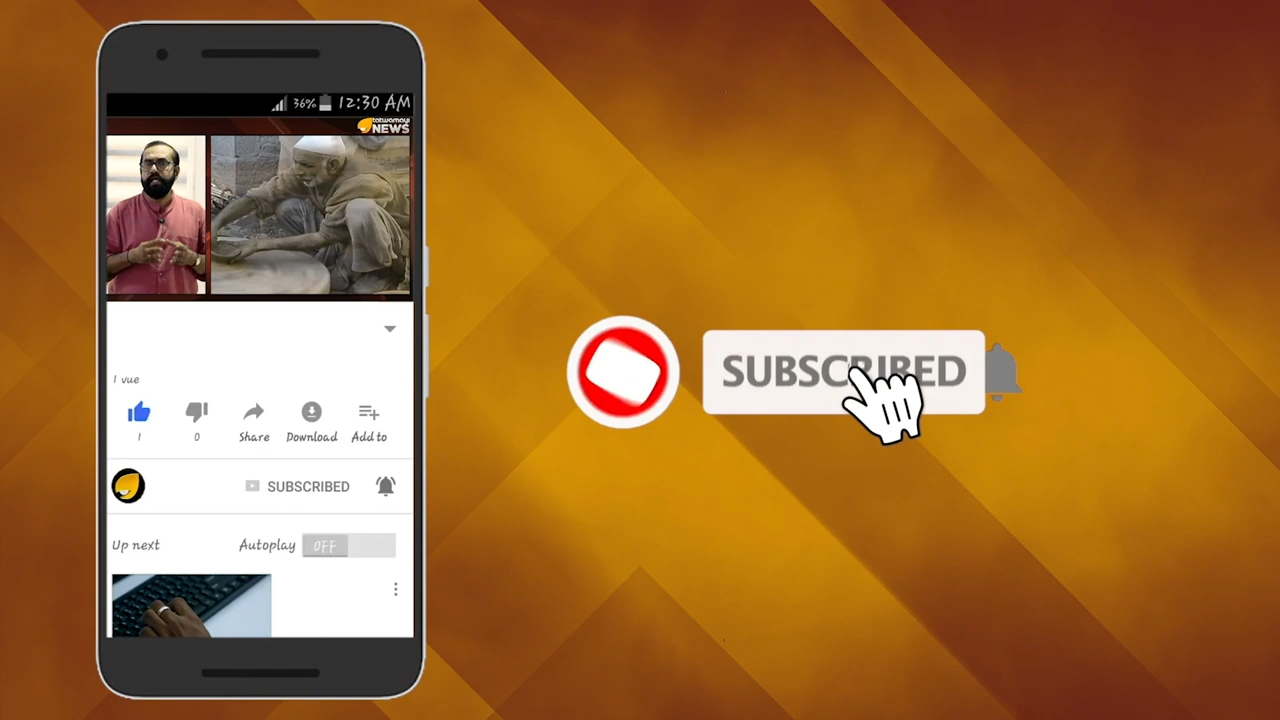 36% 12:30 AM
tatwamayi
NEWS
1 vue
1
0
Share
Download
Add to
SUBSCRIBED
Up next
Autoplay
OFF
SUBSCRIBED